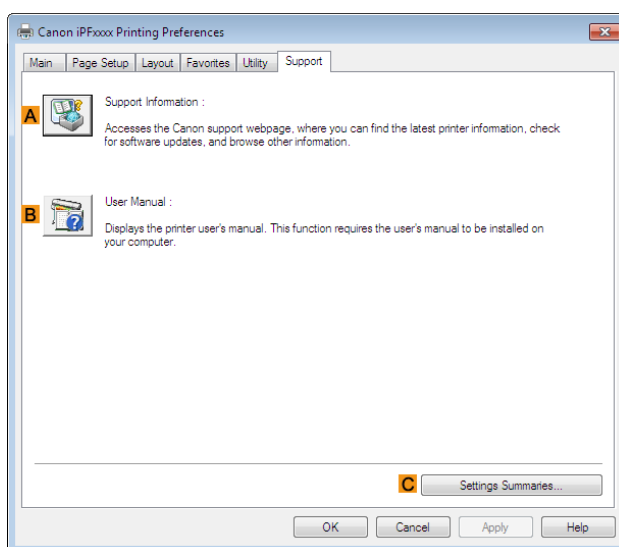 Canon iPFxxxx Printing Preferences
Main Page Setup Layout Favorites Utility Support
A
Support Information :
Accesses the Canon support webpage, where you can find the latest printer information, check
for software updates, and browse other information.
B
User Manual :
Displays the printer user's manual. This function requires the user's manual to be installed on
your computer.
C Settings Summaries...
OK Cancel Apply Help